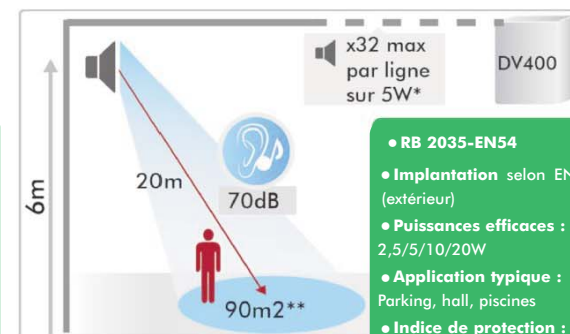 x32 max
par ligne
sur 5W*
DV400
6m
20m
70dB
90m2**
● RB 2035-EN54
● Implantation selon
(extérieur)
● Puissances efficaces :
2,5/5/10/20W
● Application typique :
Parking, hall, piscines
● Indice de protection :